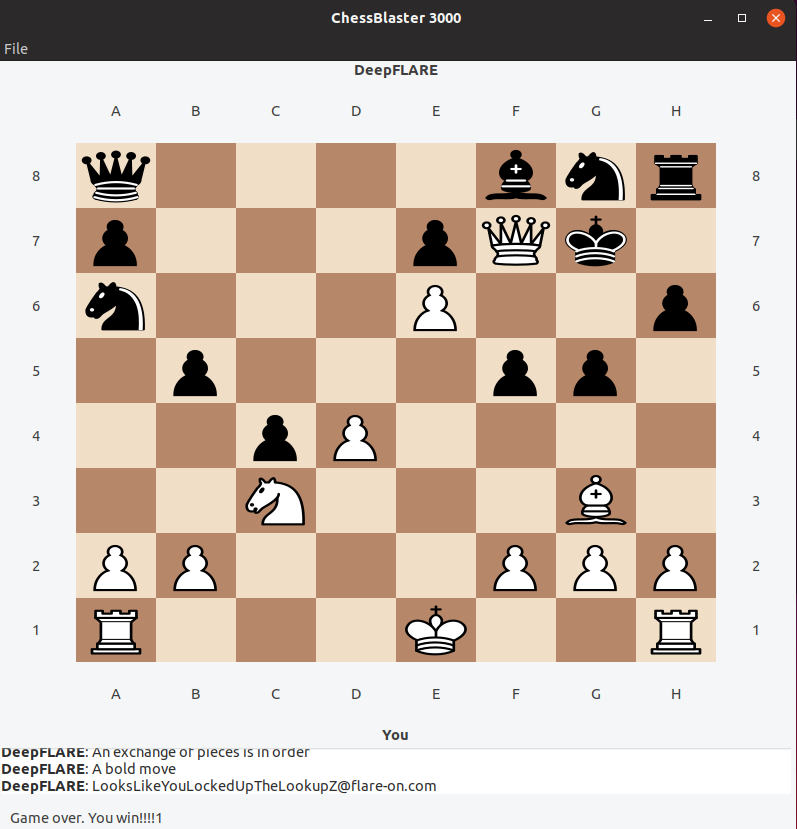 ChessBlaster 3000
File
DeepFLARE
A B C D E F G H
8 8
7 7
6 6
5 5
4 4
3 3
2 2
1 1
A B C D E F G H
You
DeepFLARE: An exchange of pieces is in order
DeepFLARE: A bold move
DeepFLARE: LooksLikeYouLockedUpTheLookupZ@flare-on.com
Game over. You win!!!!1